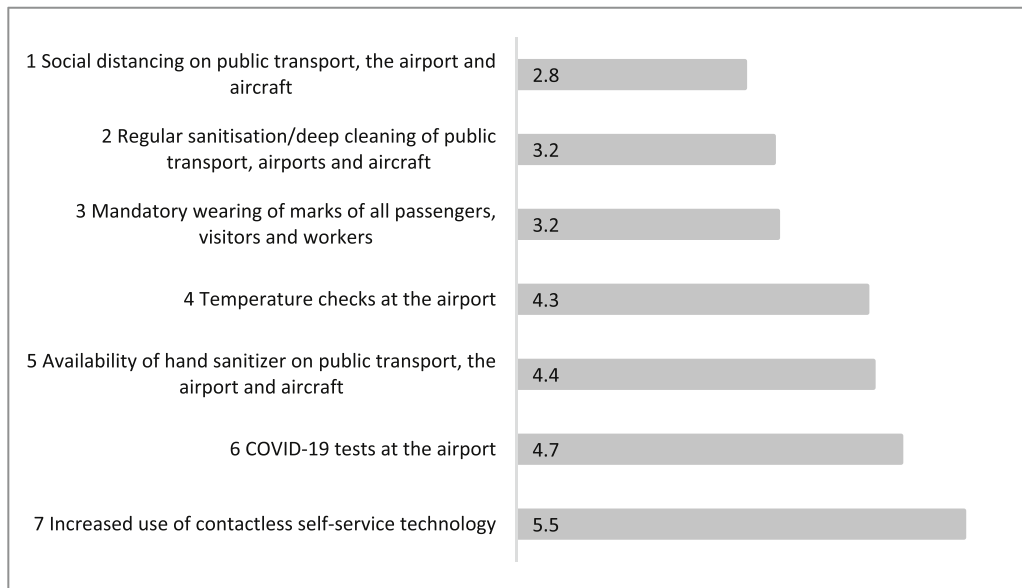 1 Social distancing on public transport, the airport and
aircraft
2.8
2 Regular sanitisation/deep cleaning of public
transport, airports and aircraft
3.2
3 Mandatory wearing of marks of all passengers,
visitors and workers
3.2
4 Temperature checks at the airport
4.3
5 Availability of hand sanitizer on public transport, the
airport and aircraft
4.4
6 COVID-19 tests at the airport
4.7
7 Increased use of contactless self-service technology
5.5